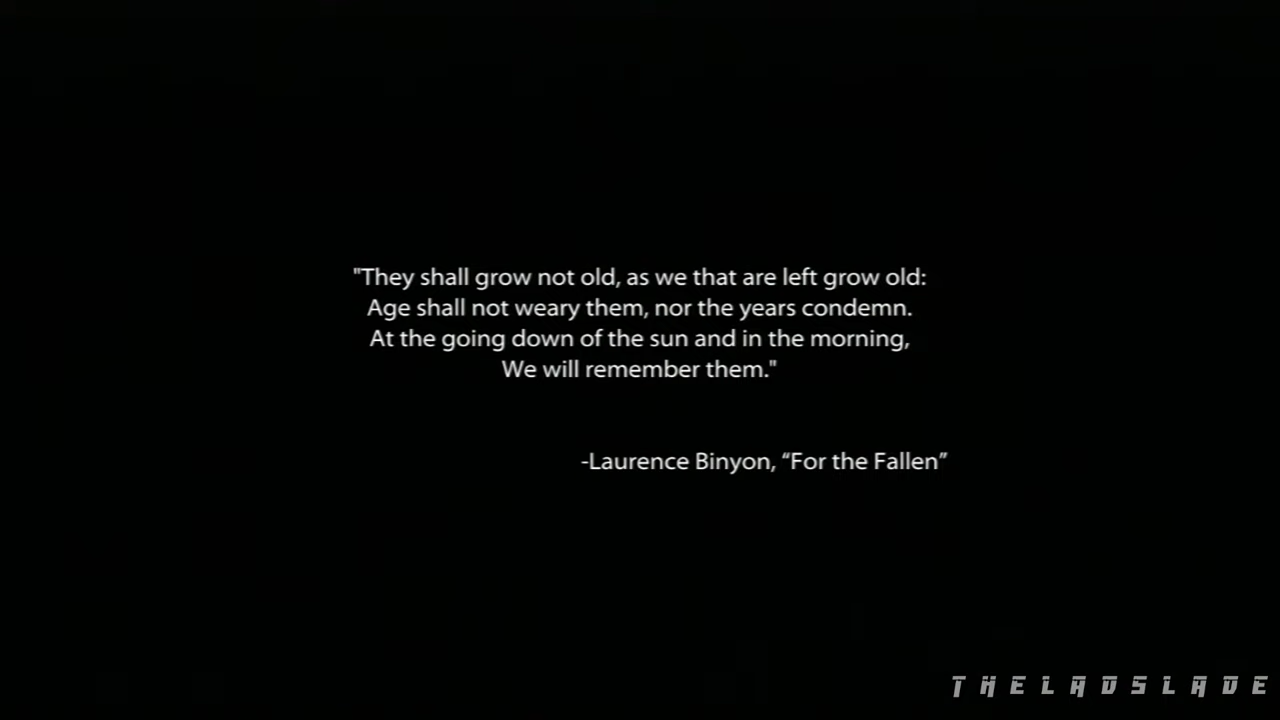 "They shall grow not old, as we that are left grow old:
Age shall not weary them, nor the years condemn.
At the going down of the sun and in the morning,
We will remember them."
-Laurence Binyon, “For the Fallen”
THELADSLADE